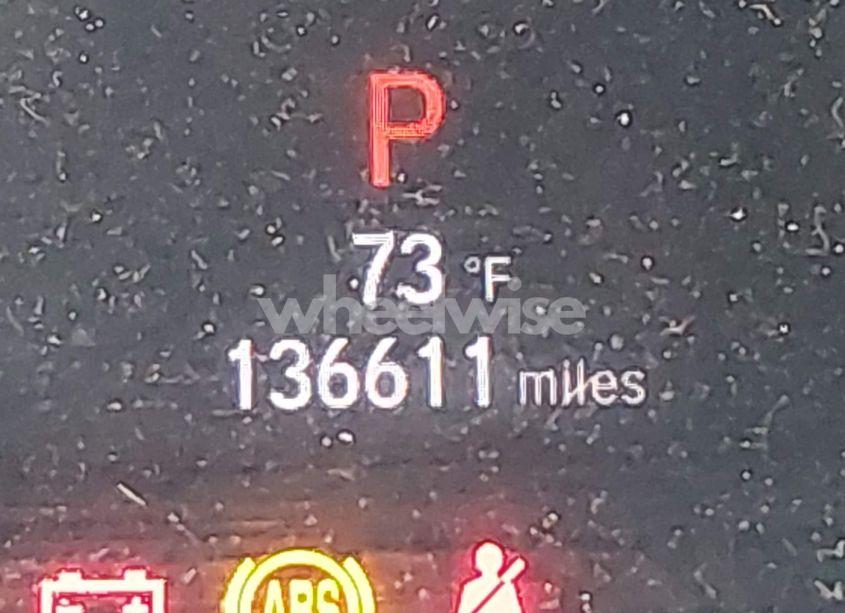 P
73 °F
wheelwise
136611 miles
ABS